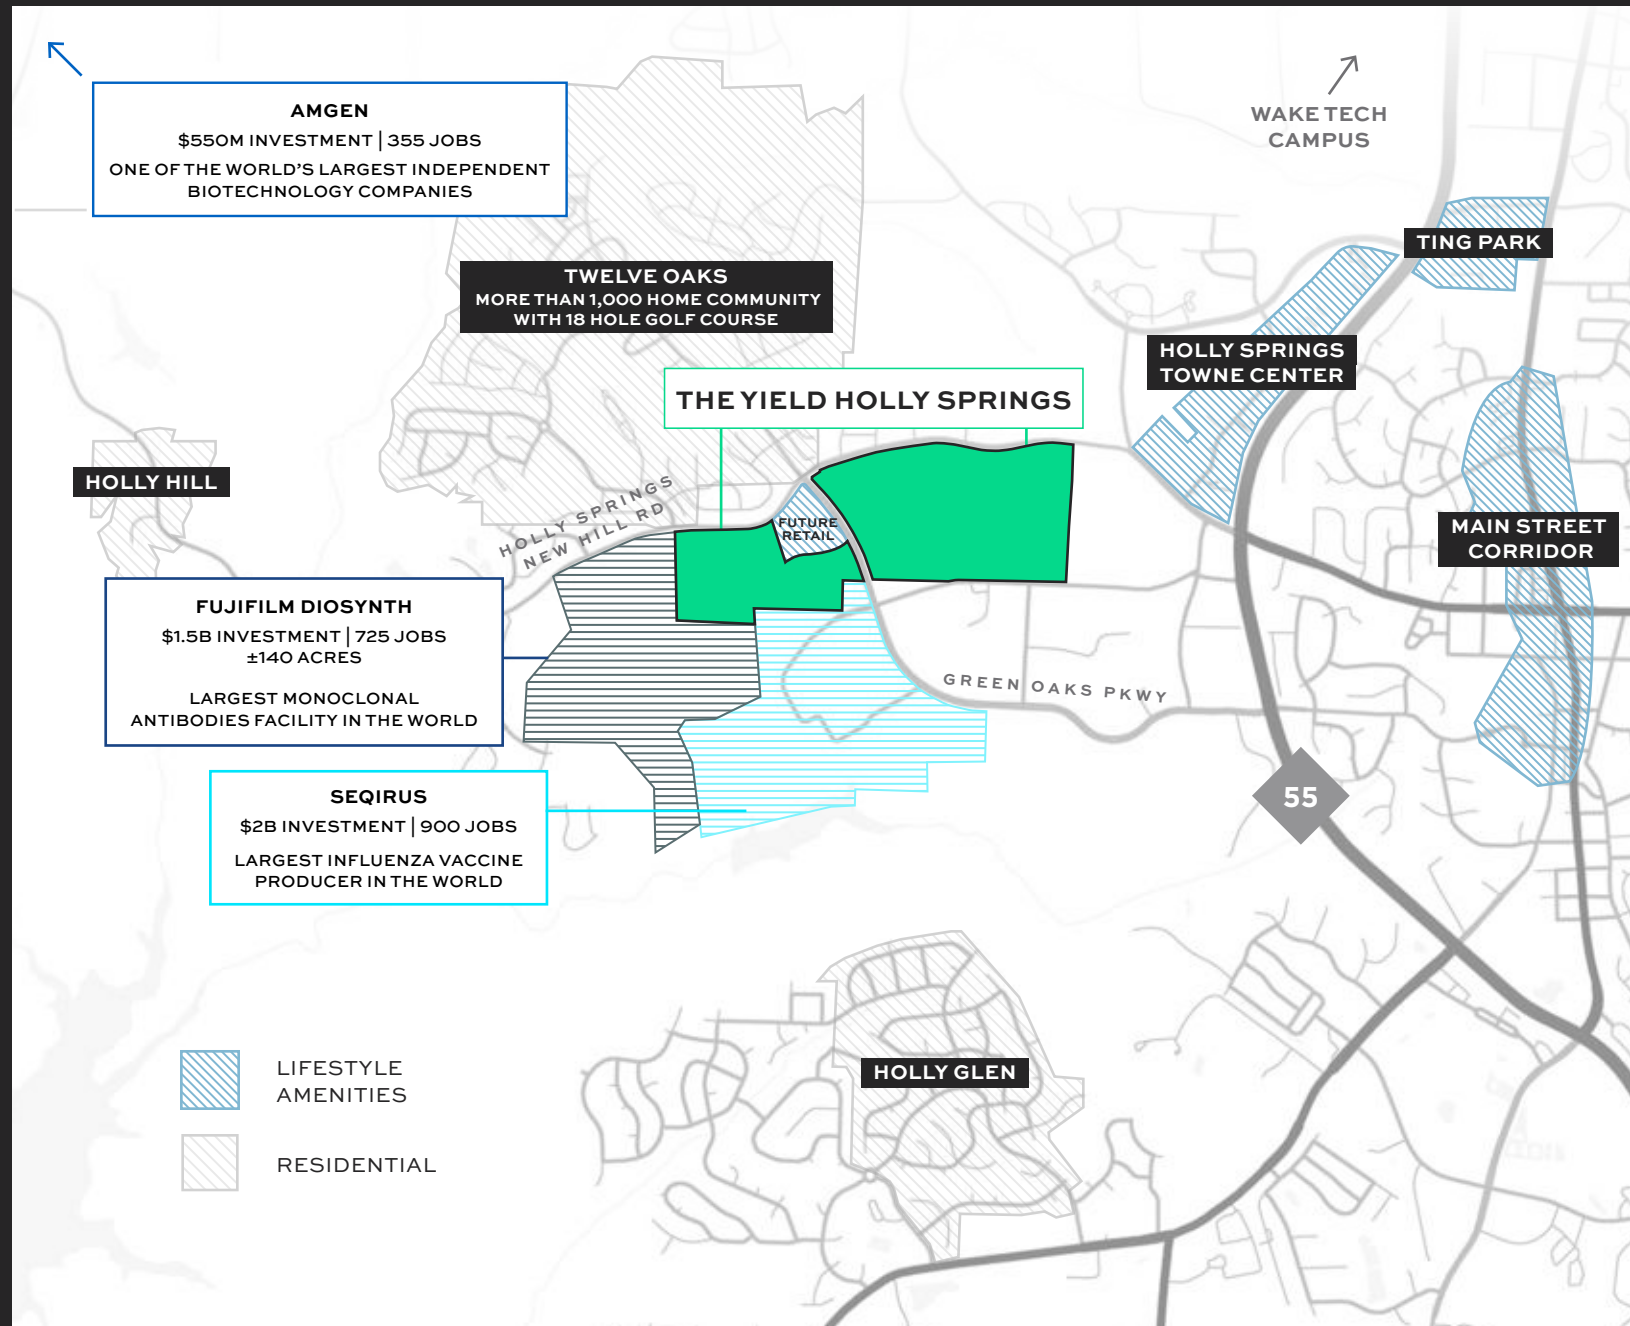 AMGEN
$550M INVESTMENT | 355 JOBS
ONE OF THE WORLD'S LARGEST INDEPENDENT
BIOTECHNOLOGY COMPANIES
WAKE TECH
CAMPUS
TING PARK
TWELVE OAKS
MORE THAN 1,000 HOME COMMUNITY
WITH 18 HOLE GOLF COURSE
HOLLY SPRINGS
TOWNE CENTER
THE YIELD HOLLY SPRINGS
HOLLY HILL
HOLLY SPRINGS
NEW HILL RD
FUTURE
RETAIL
MAIN STREET
CORRIDOR
FUJIFILM DIOSYNTH
$1.5B INVESTMENT | 725 JOBS
±140 ACRES
LARGEST MONOCLONAL
ANTIBODIES FACILITY IN THE WORLD
GREEN OAKS PKWY
SEQIRUS
$2B INVESTMENT | 900 JOBS
LARGEST INFLUENZA VACCINE
PRODUCER IN THE WORLD
55
HOLLY GLEN
LIFESTYLE
AMENITIES
RESIDENTIAL